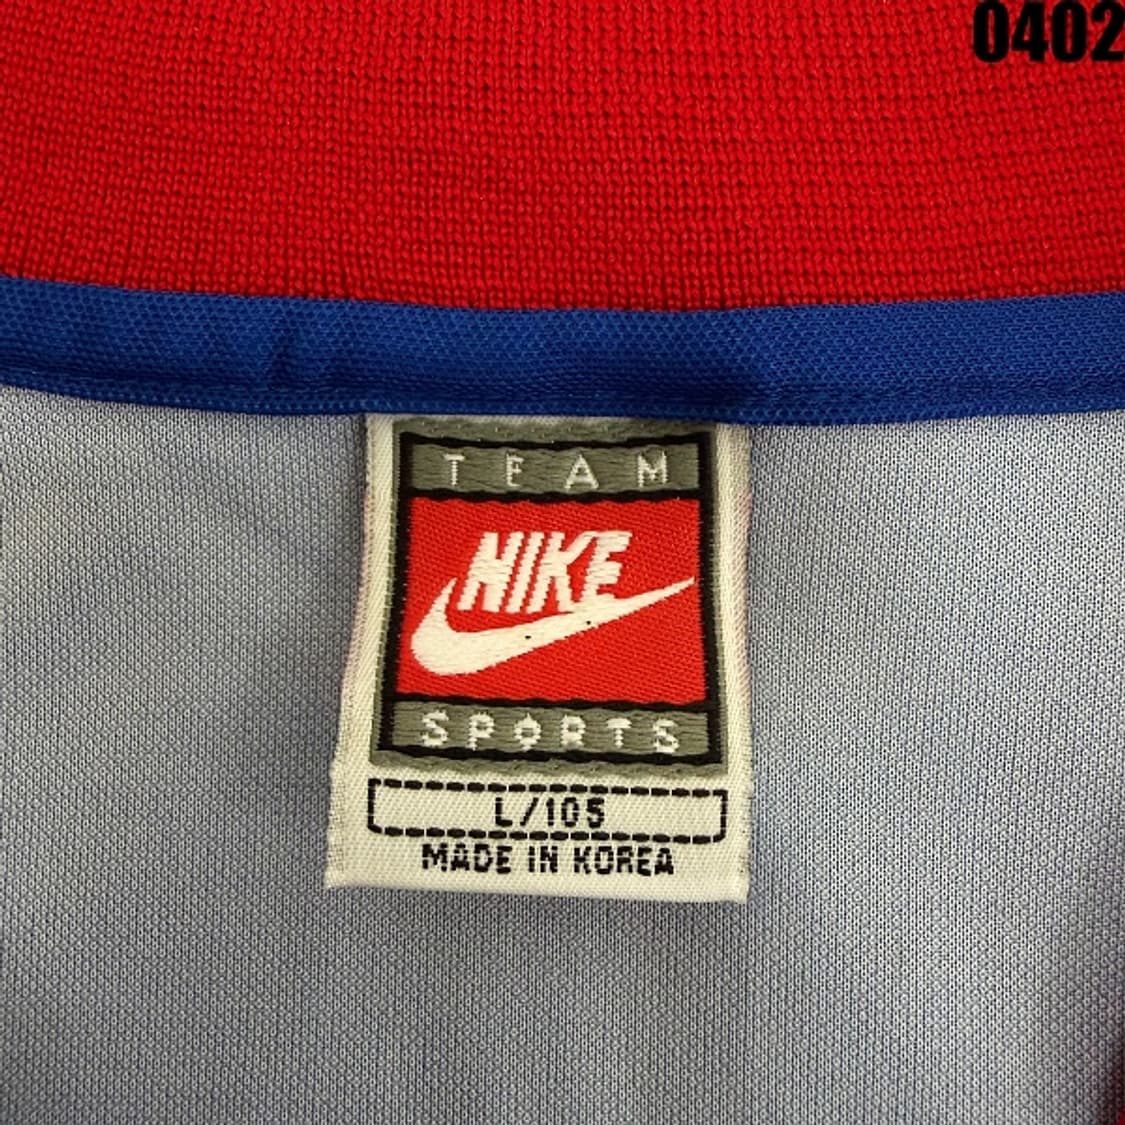 0402
TEAM
NIKE
SPORTS
L/105
MADE IN KOREA